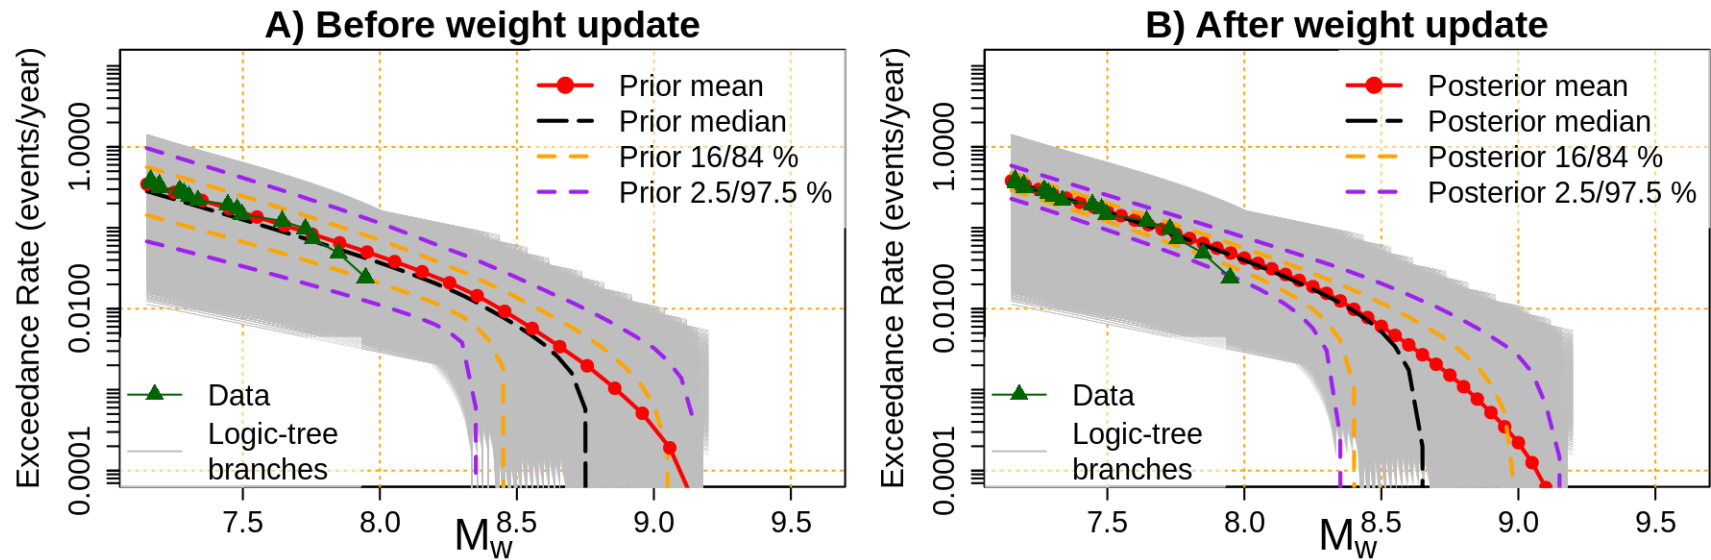 A) Before weight update
Exceedance Rate (events/year)
1.0000
0.0100
0.0001
Prior mean
Prior median
Prior 16/84 %
Prior 2.5/97.5 %
Data
Logic-tree
branches
7.5
8.0
8.5
9.0
9.5
Mw
B) After weight update
Exceedance Rate (events/year)
1.0000
0.0100
0.0001
Posterior mean
Posterior median
Posterior 16/84 %
Posterior 2.5/97.5 %
Data
Logic-tree
branches
7.5
8.0
8.5
9.0
9.5
Mw